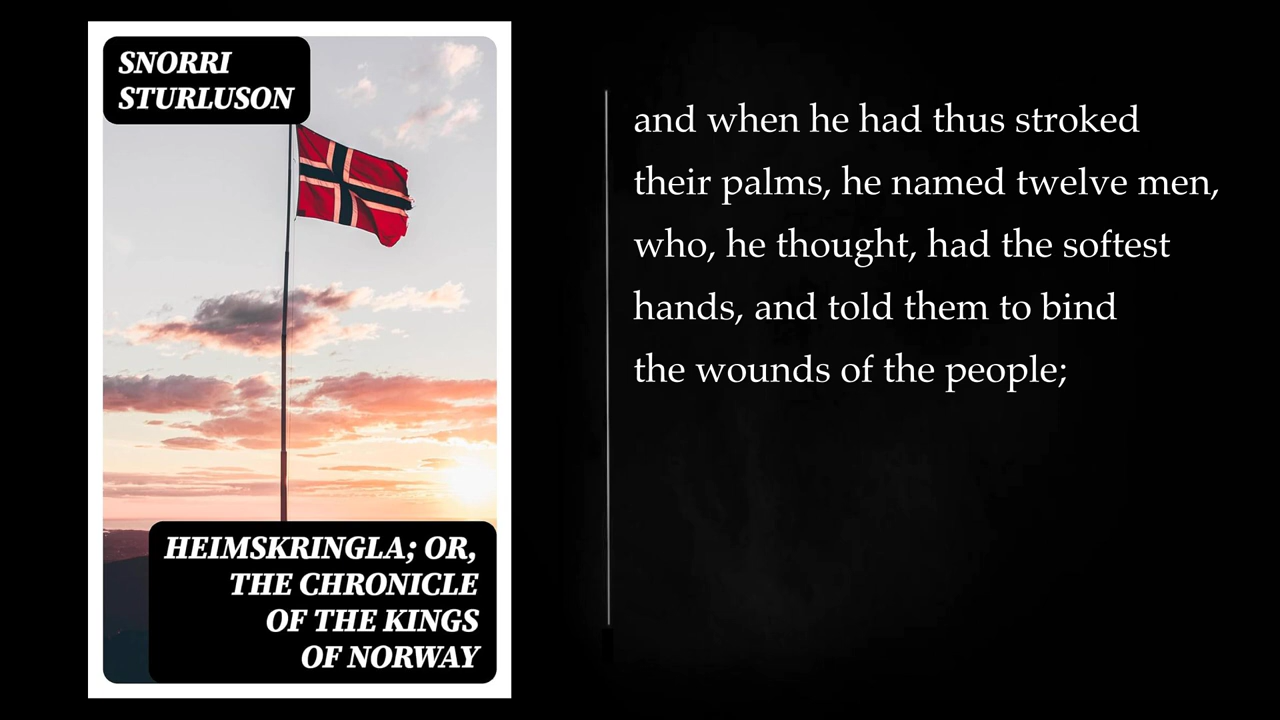 SNORRI
STURLUSON
HEIMSKRINGLA; OR,
THE CHRONICLE
OF THE KINGS
OF NORWAY
and when he had thus stroked
their palms, he named twelve men,
who, he thought, had the softest
hands, and told them to bind
the wounds of the people;